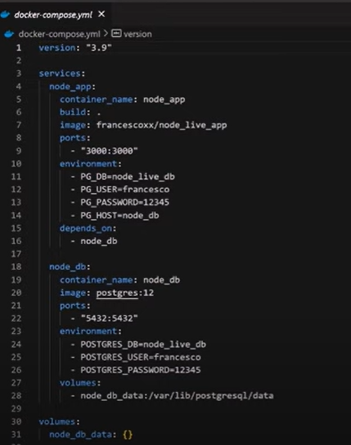 docker-compose.yml ×
docker-compose.yml > version
1 version: "3.9"
2
3 services:
4 node_app:
5 container_name: node_app
6 build: .
7 image: francescoxx/node_live_app
8 ports:
9 - "3000:3000"
10 environment:
11 - PG_DB=node_live_db
12 - PG_USER=francesco
13 - PG_PASSWORD=12345
14 - PG_HOST=node_db
15 depends_on:
16 - node_db
17
18 node_db:
19 container_name: node_db
20 image: postgres:12
21 ports:
22 - "5432:5432"
23 environment:
24 - POSTGRES_DB=node_live_db
25 - POSTGRES_USER=francesco
26 - POSTGRES_PASSWORD=12345
27 volumes:
28 - node_db_data:/var/lib/postgresql/data
29
30 volumes:
31 node_db_data: {}